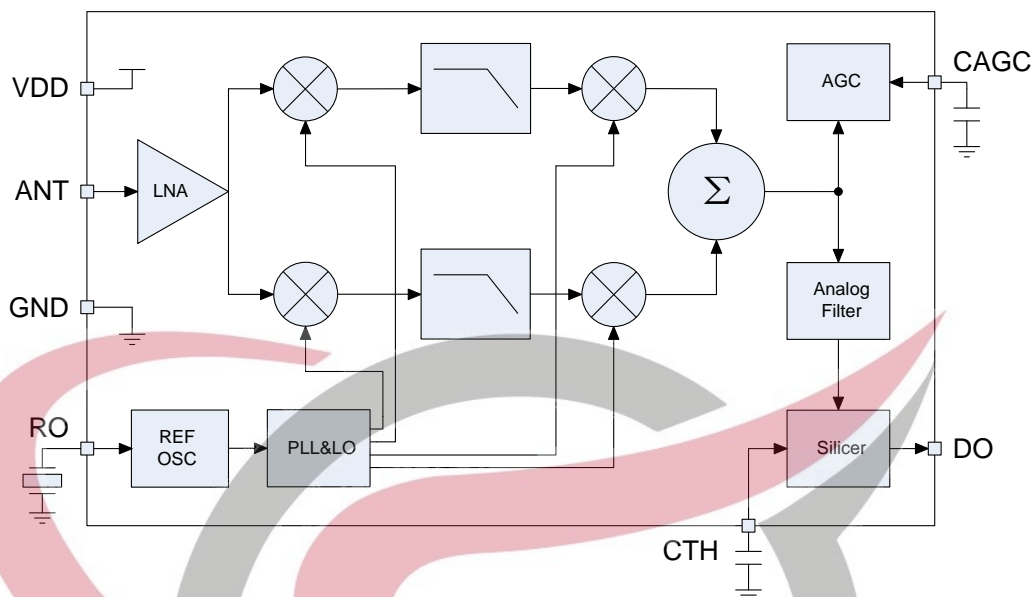 VDD
CAGC
AGC
ANT
LNA
Σ
GND
Analog
Filter
RO
REF
OSC
PLL&LO
Silicer
DO
CTH